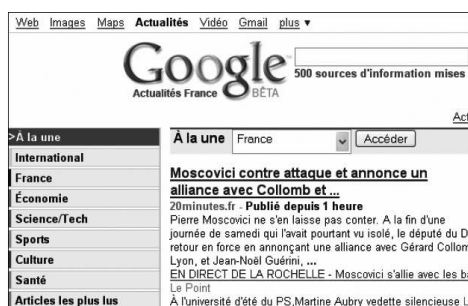 Web Images Maps Actualités Vidéo Gmail plus ▼
Google
500 sources d'information mises
Actualités France BÊTA
>À la une
International
France
Économie
Science/Tech
Sports
Culture
Santé
Articles les plus lus
À la une France Accéder
Moscovici contre attaque et annonce un
alliance avec Collomb et ...
20minutes.fr - Publié depuis 1 heure
Pierre Moscovici ne s'en laisse pas conter. A la fin d'une
journée de samedi qui l'avait pourtant vu isolé, le député du D
retour en force en annonçant une alliance avec Gérard Collom
Lyon, et Jean-Noël Guérini, ...
EN DIRECT DE LA ROCHELLE - Moscovici s'allie avec les
Le Point
À l'université d'été du PS,Martine Aubry vedette silencieuse